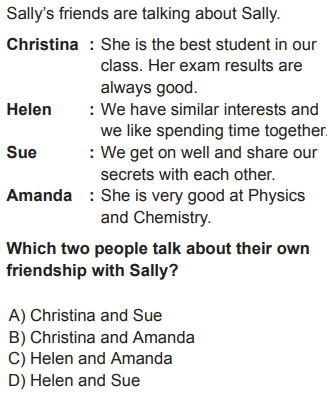 Sally's friends are talking about Sally.
Christina : She is the best student in our
class. Her exam results are
always good.
Helen : We have similar interests and
we like spending time together.
Sue : We get on well and share our
secrets with each other.
Amanda : She is very good at Physics
and Chemistry.
Which two people talk about their own
friendship with Sally?
A) Christina and Sue
B) Christina and Amanda
C) Helen and Amanda
D) Helen and Sue